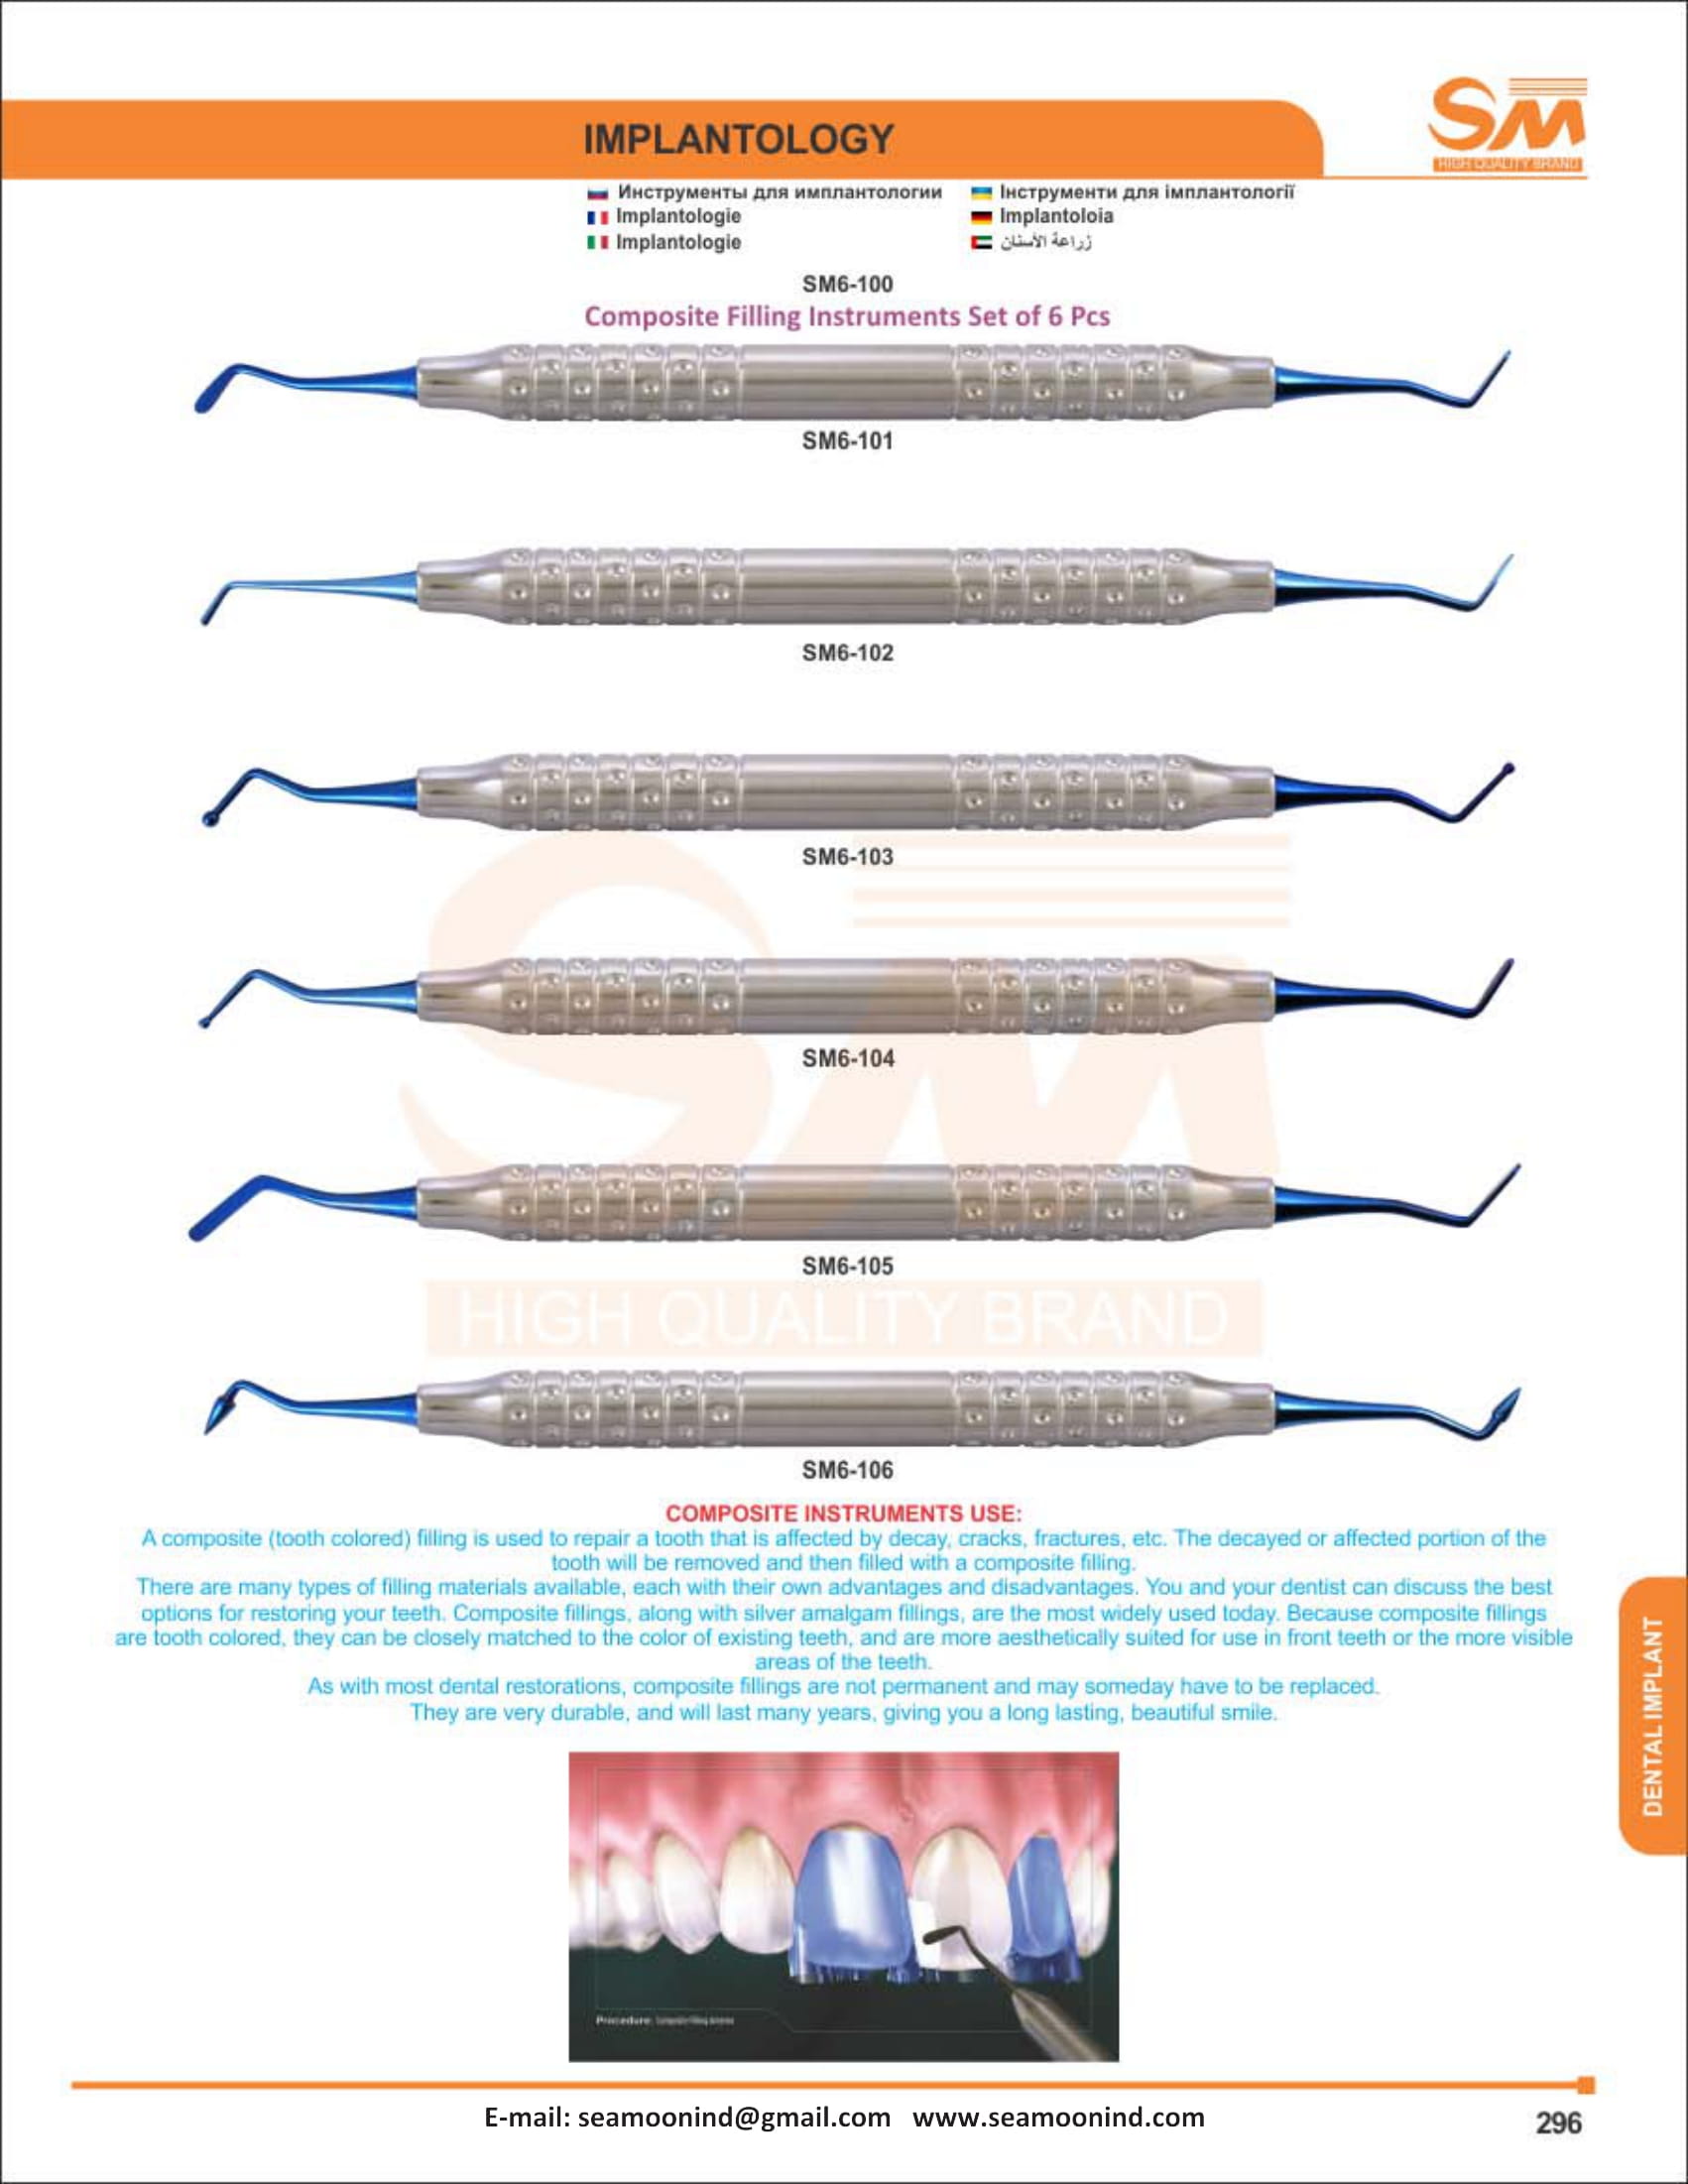 SM
HIGH QUALITY BRAND
IMPLANTOLOGY
Инструменты для имплантологии
Інструменти для імплантології
Implantologie
Implantoloia
Implantologie
زراعة الأسنان
SM6-100
Composite Filling Instruments Set of 6 Pcs
SM6-101
SM6-102
SM6-103
SM6-104
SM6-105
SM
HIGH QUALITY BRAND
SM6-106
COMPOSITE INSTRUMENTS USE:
A composite (tooth colored) filling is used to repair a tooth that is affected by decay, cracks, fractures, etc. The decayed or affected portion of the
tooth will be removed and then filled with a composite filling.
There are many types of filling materials available, each with their own advantages and disadvantages. You and your dentist can discuss the best
options for restoring your teeth. Composite fillings, along with silver amalgam fillings, are the most widely used today. Because composite fillings
are tooth colored, they can be closely matched to the color of existing teeth, and are more aesthetically suited for use in front teeth or the more visible
areas of the teeth.
As with most dental restorations, composite fillings are not permanent and may someday have to be replaced.
They are very durable, and will last many years, giving you a long lasting, beautiful smile.
DENTAL IMPLANT
Procedure:
E-mail: seamoonind@gmail.com www.seamoonind.com
296